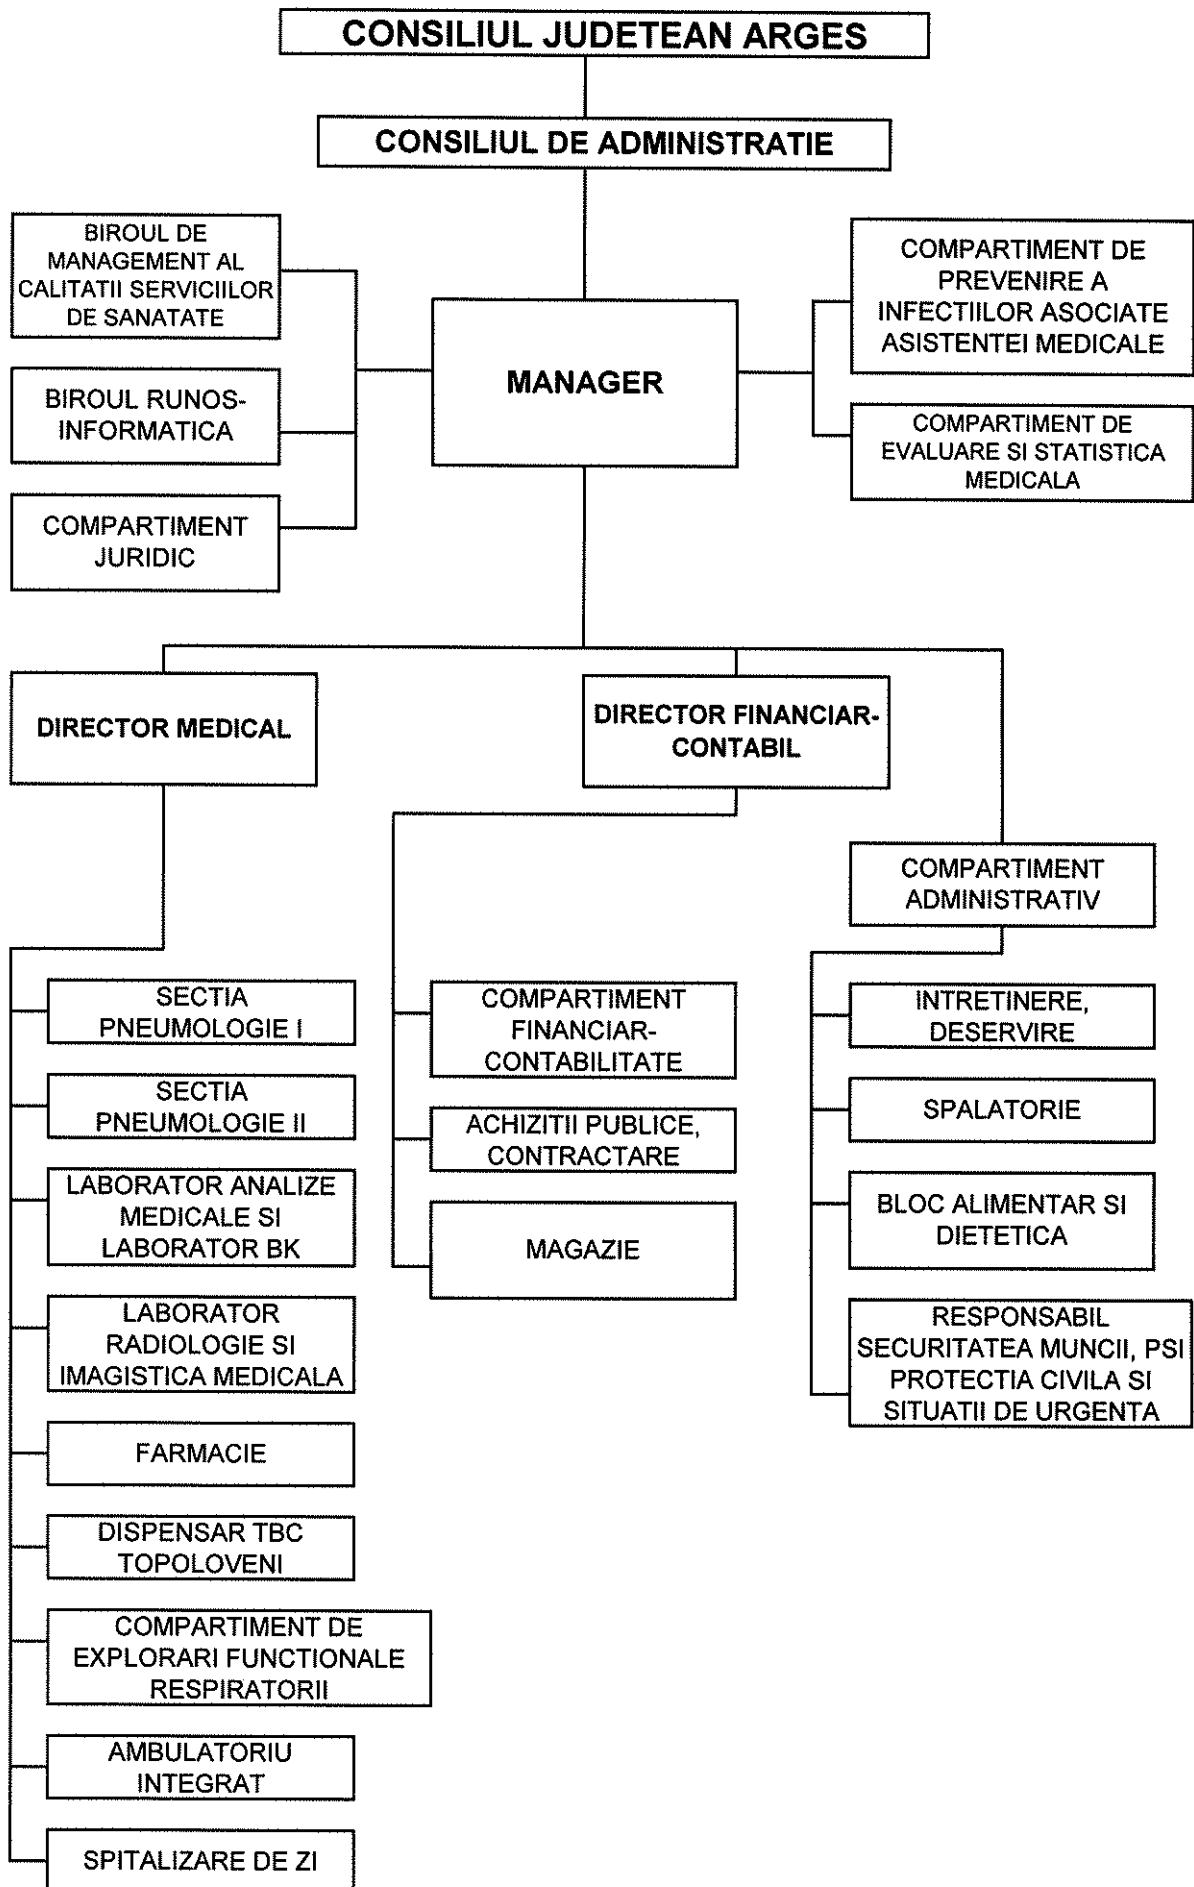 CONSILIUL JUDETEAN ARGES
CONSILIUL DE ADMINISTRATIE
BIROUL DE
MANAGEMENT AL
CALITATII SERVICIILOR
DE SANATATE
BIROUL RUNOS-
INFORMATICA
COMPARTIMENT
JURIDIC
MANAGER
COMPARTIMENT DE
PREVENIRE A
INFECTIILOR ASOCIATE
ASISTENTEI MEDICALE
COMPARTIMENT DE
EVALUARE SI STATISTICA
MEDICALA
DIRECTOR MEDICAL
DIRECTOR FINANCIAR-
CONTABIL
COMPARTIMENT
ADMINISTRATIV
SECTIA
PNEUMOLOGIE I
SECTIA
PNEUMOLOGIE II
LABORATOR ANALIZE
MEDICALE SI
LABORATOR BK
LABORATOR
RADIOLOGIE SI
IMAGISTICA MEDICALA
FARMACIE
DISPENSAR TBC
TOPOLOVENI
COMPARTIMENT DE
EXPLORARI FUNCTIONALE
RESPIRATORII
AMBULATORIU
INTEGRAT
SPITALIZARE DE ZI
COMPARTIMENT
FINANCIAR-
CONTABILITATE
ACHIZITII PUBLICE,
CONTRACTARE
MAGAZIE
INTRETINERE,
DESERVIRE
SPALATORIE
BLOC ALIMENTAR SI
DIETETICA
RESPONSABIL
SECURITATEA MUNCII, PSI
PROTECTIA CIVILA SI
SITUATII DE URGENTA